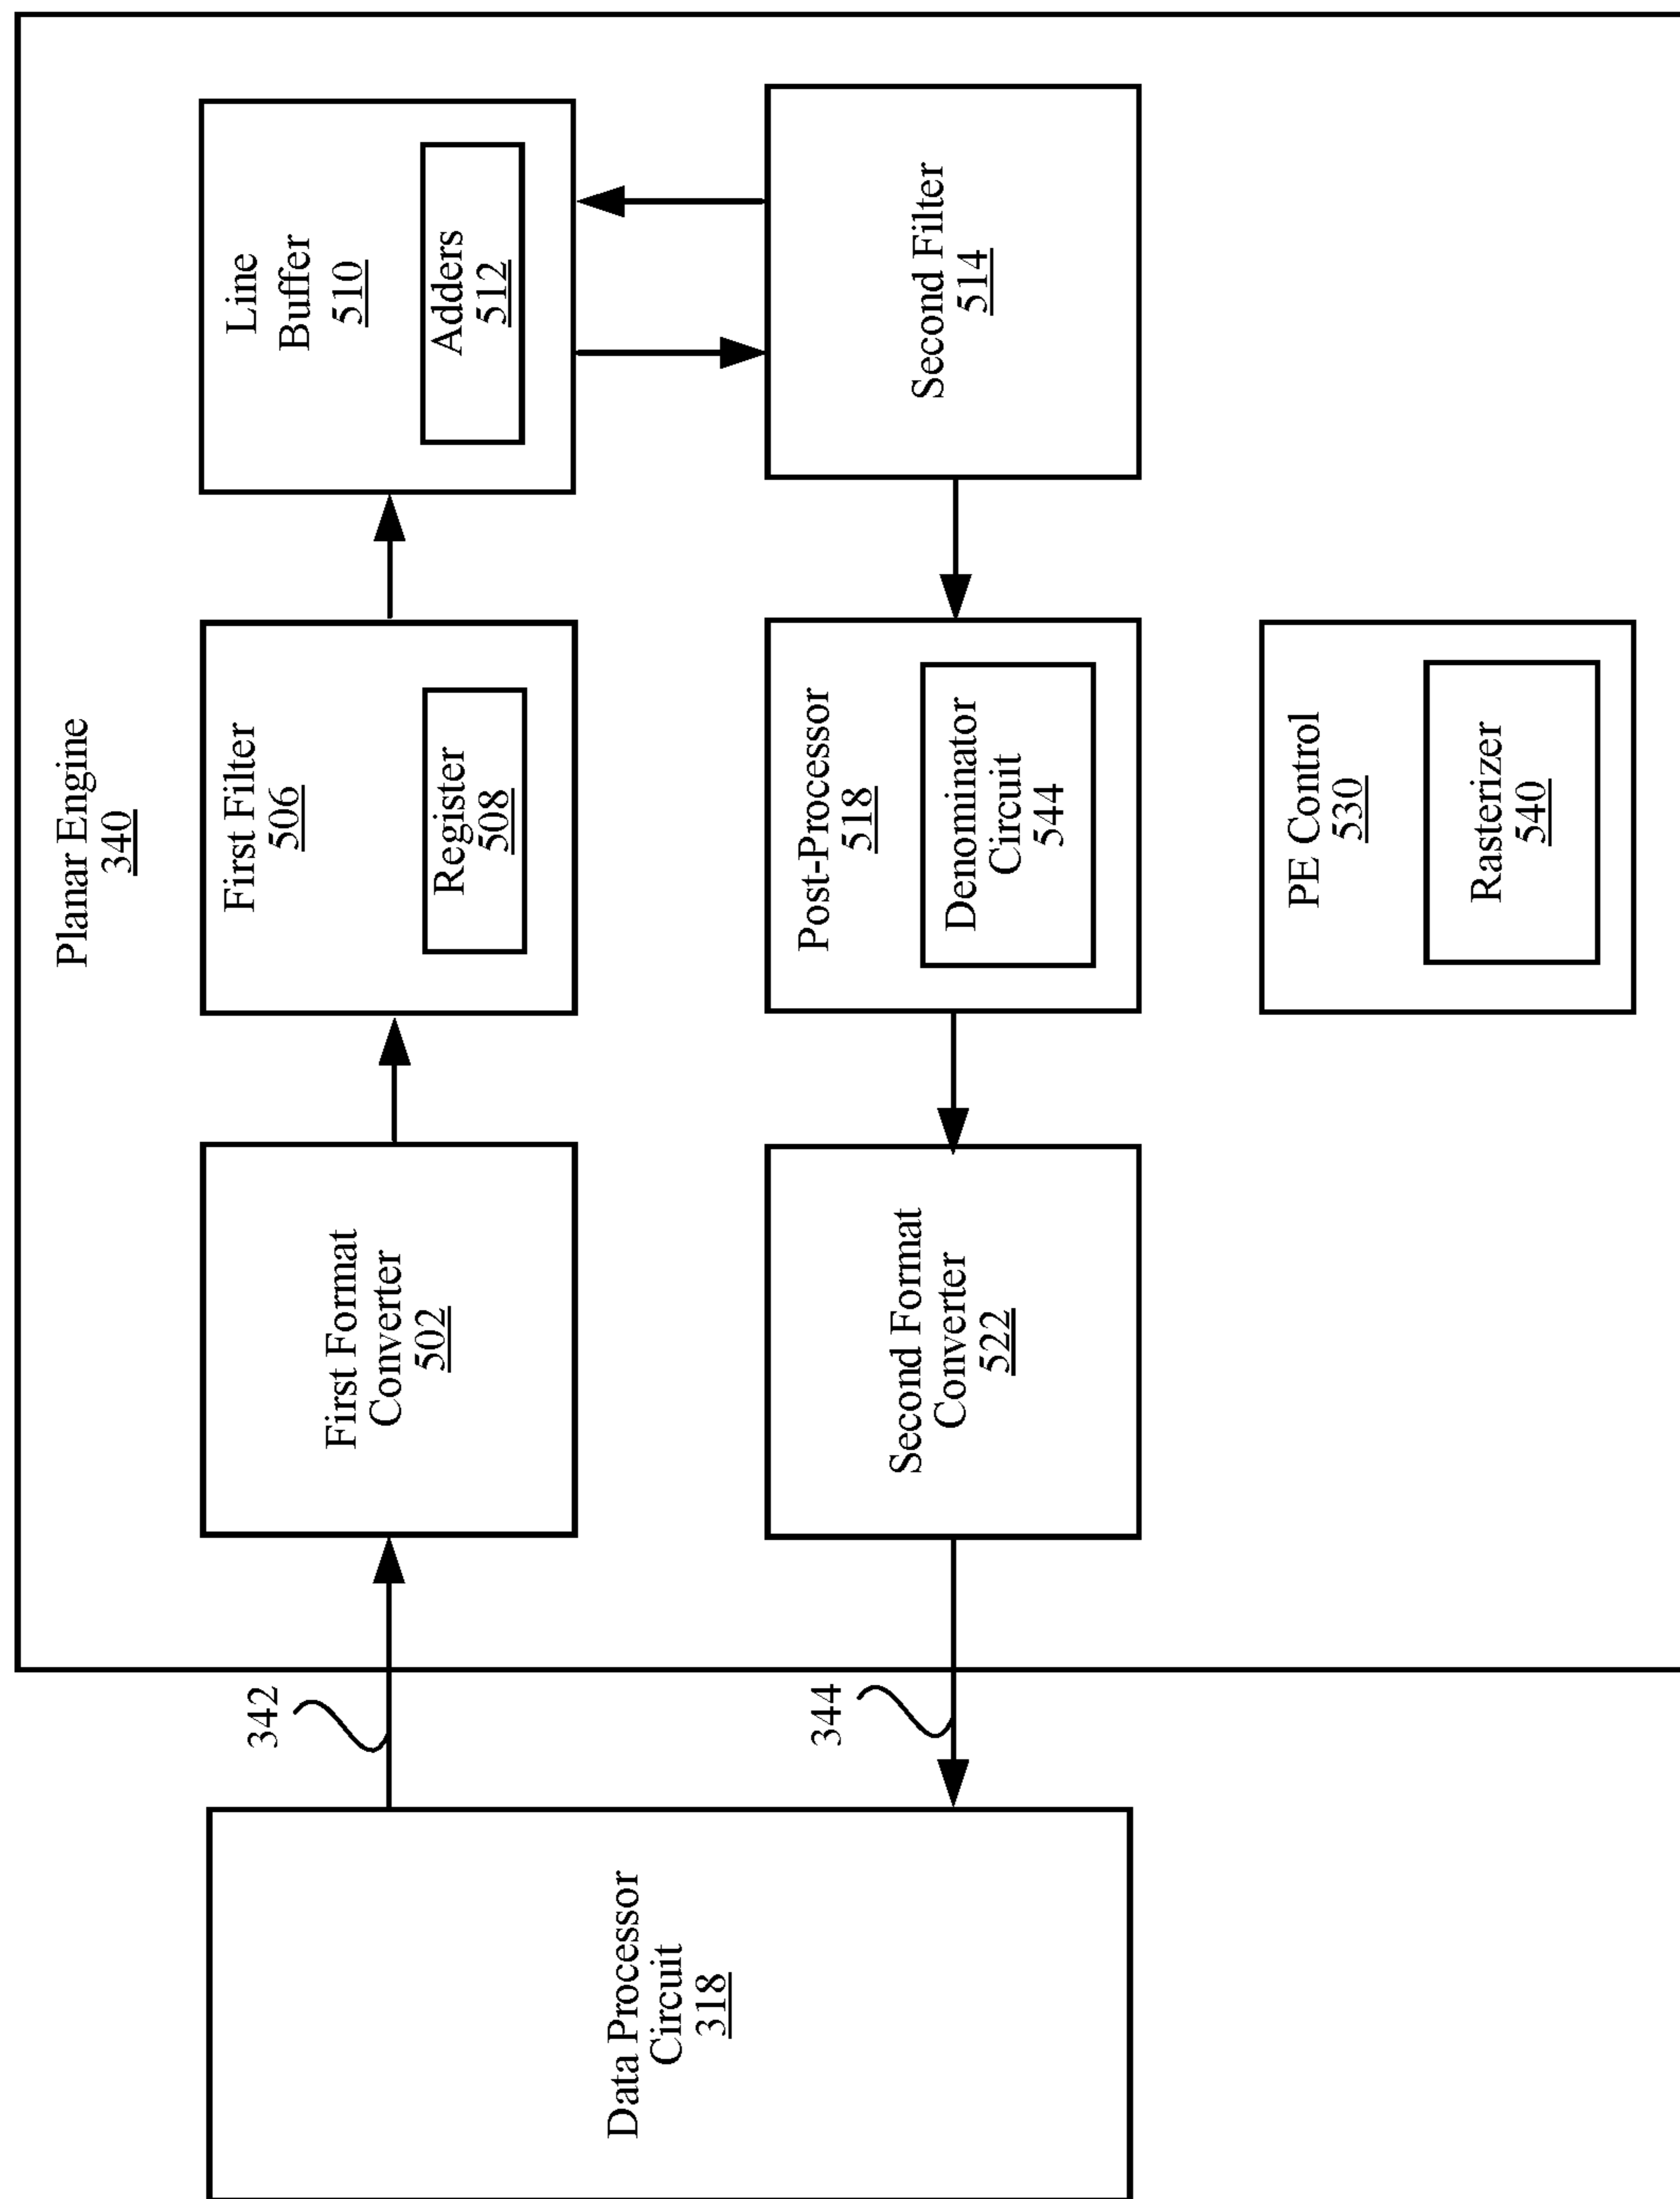 Planar Engine
340
Data Processor
Circuit
318
342
344
First Format
Converter
502
First Filter
506
Register
508
Line
Buffer
510
Adders
512
Second Format
Converter
522
Post-Processor
518
Denominator
Circuit
544
Second Filter
514
PE Control
530
Rasterizer
540